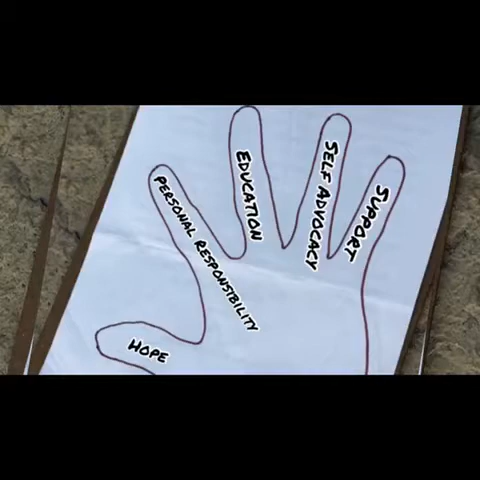 HOPE
PERSONAL RESPONSIBILITY
EDUCATION
SELF ADVOCACY
SUPPORT